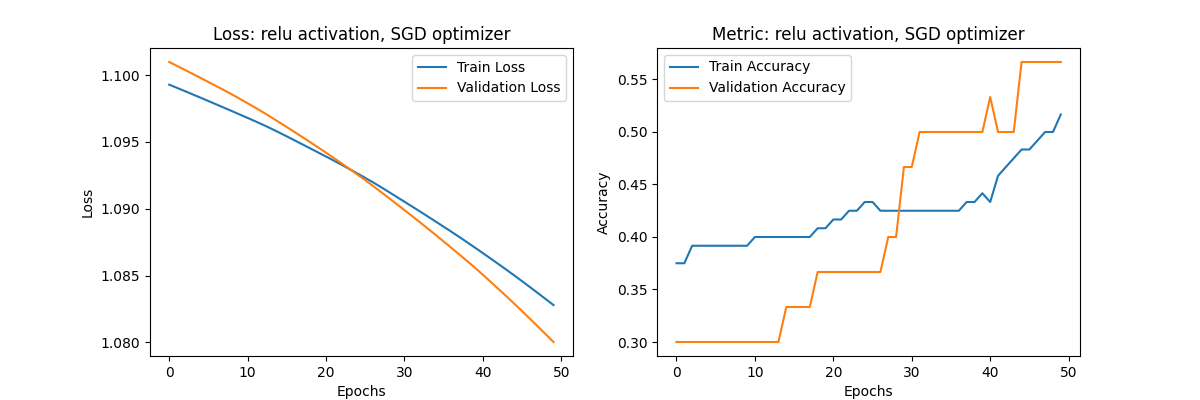 Loss: relu activation, SGD optimizer
Train Loss
Validation Loss
1.100
1.095
1.090
1.085
1.080
Loss
0 10 20 30 40 50
Epochs
Metric: relu activation, SGD optimizer
Train Accuracy
Validation Accuracy
0.55
0.50
0.45
0.40
0.35
0.30
Accuracy
0 10 20 30 40 50
Epochs